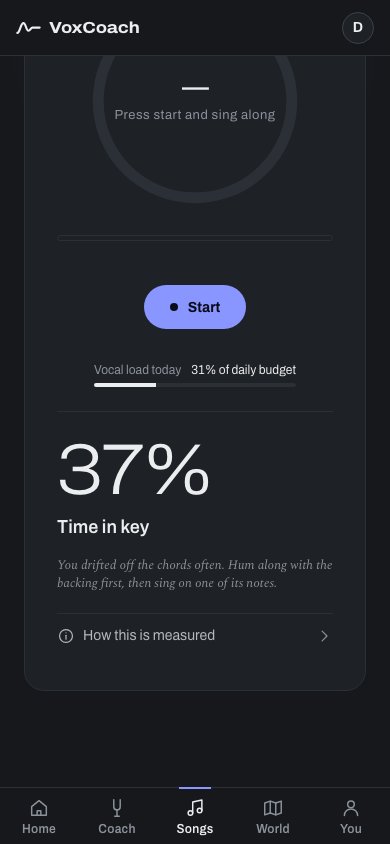 VoxCoach
D
—
Press start and sing along
Start
Vocal load today 31% of daily budget
37%
Time in key
You drifted off the chords often. Hum along with the
backing first, then sing on one of its notes.
How this is measured
Home Coach Songs World You